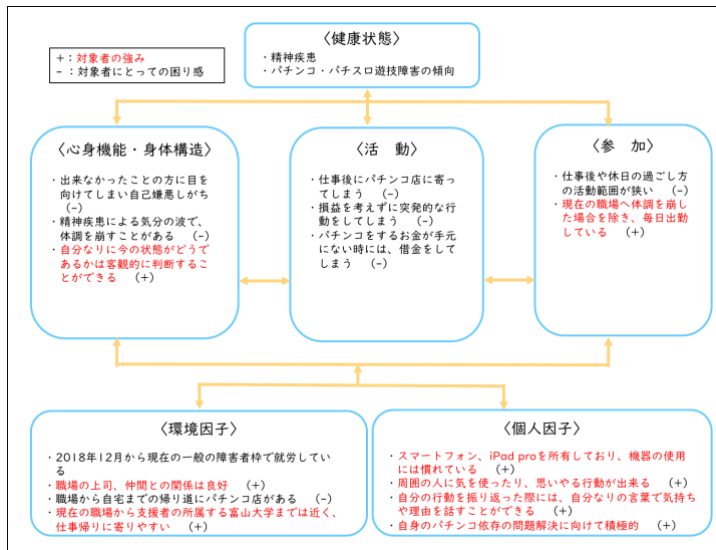 ＋：対象者の強み
－：対象者にとっての困り感
〈健康状態〉
・精神疾患
・パチンコ・パチスロ遊技障害の傾向
〈心身機能・身体構造〉
・出来なかったことの方に目を
向けてしまい自己嫌悪しがち
（－）
・精神疾患による気分の波で、
体調を崩すことがある （－）
・自分なりに今の状態がどうで
あるかは客観的に判断するこ
とができる （＋）
〈活　動〉
・仕事後にパチンコ店に寄っ
てしまう （－）
・損益を考えずに突発的な行
動をしてしまう （－）
・パチンコをするお金が手元
にない時には、借金をして
しまう （－）
〈参　加〉
・仕事後や休日の過ごし方
の活動範囲が狭い （－）
・現在の職場へ体調を崩し
た場合を除き、毎日出勤
している （＋）
〈環境因子〉
・2018年12月から現在の一般の障害者枠で就労してい
る
・職場の上司、仲間との関係は良好 （＋）
・職場から自宅までの帰り道にパチンコ店がある （－）
・現在の職場から支援者の所属する富山大学までは近く、
仕事帰りに寄りやすい （＋）
〈個人因子〉
・スマートフォン、iPad proを所有しており、機器の使用
には慣れている （＋）
・周囲の人に気を使ったり、思いやる行動が出来る （＋）
・自分の行動を振り返った際には、自分なりの言葉で気持ち
や理由を話すことができる （＋）
・自身のパチンコ依存の問題解決に向けて積極的 （＋）